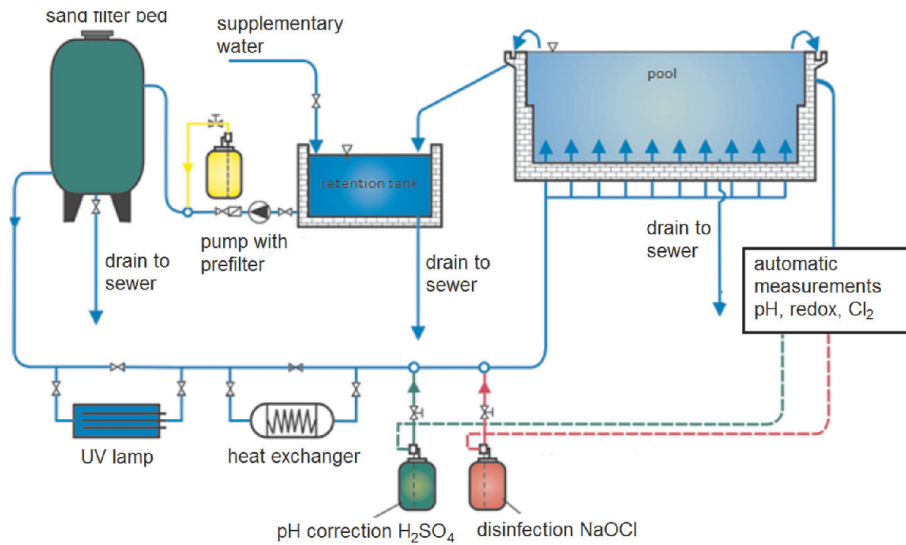 sand filter bed
supplementary
water
pool
retention tank
pump with
prefilter
drain to
sewer
drain to
sewer
drain to
sewer
automatic
measurements
pH, redox, Cl₂
UV lamp
heat exchanger
pH correction H₂SO₄
disinfection NaOCl